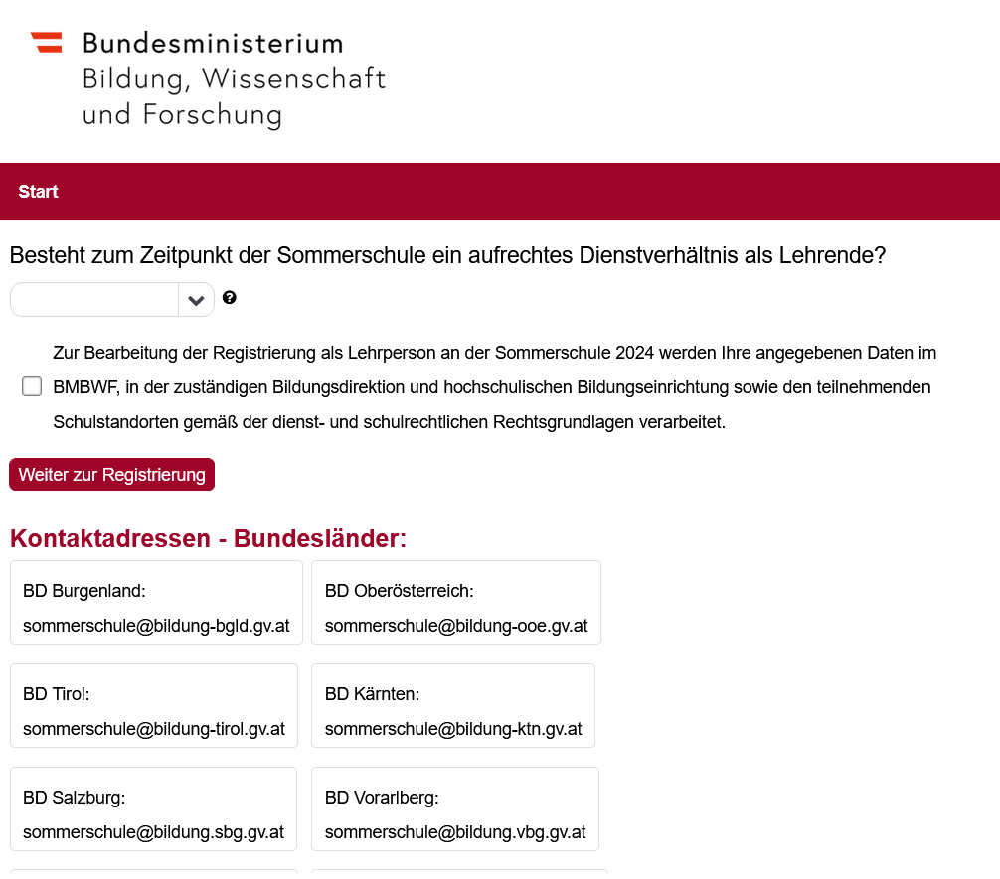 Bundesministerium
Bildung, Wissenschaft
und Forschung
Start
Besteht zum Zeitpunkt der Sommerschule ein aufrechtes Dienstverhältnis als Lehrende?
Zur Bearbeitung der Registrierung als Lehrperson an der Sommerschule 2024 werden Ihre angegebenen Daten im
BMBWF, in der zuständigen Bildungsdirektion und hochschulischen Bildungseinrichtung sowie den teilnehmenden
Schulstandorten gemäß der dienst- und schulrechtlichen Rechtsgrundlagen verarbeitet.
Weiter zur Registrierung
Kontaktadressen - Bundesländer:
BD Burgenland:
sommerschule@bildung-bgld.gv.at
BD Oberösterreich:
sommerschule@bildung-ooe.gv.at
BD Tirol:
sommerschule@bildung-tirol.gv.at
BD Kärnten:
sommerschule@bildung-ktn.gv.at
BD Salzburg:
sommerschule@bildung.sbg.gv.at
BD Vorarlberg:
sommerschule@bildung.vbg.gv.at